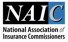 NAIC
National Association of
Insurance Commissioners